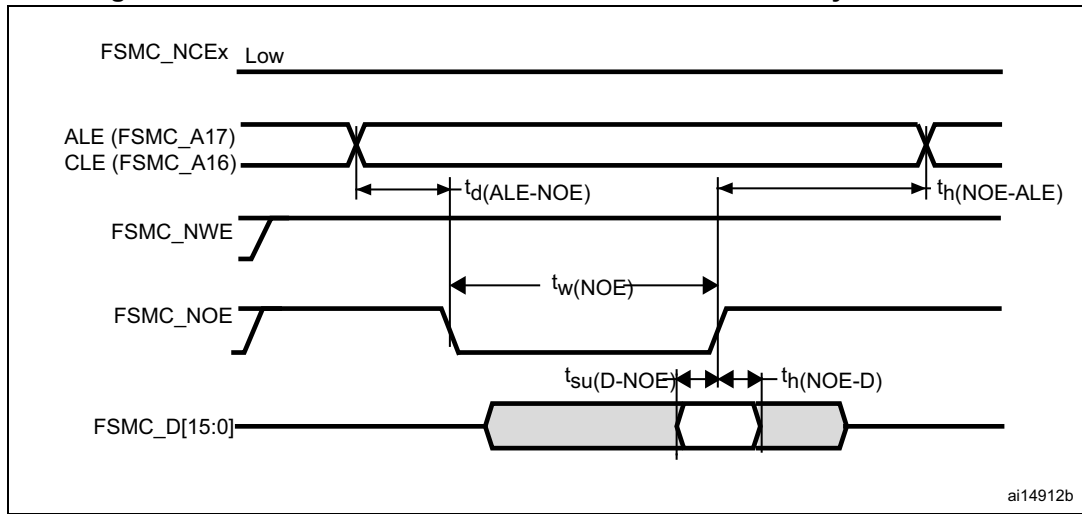 FSMC_NCEx Low
ALE (FSMC_A17)
CLE (FSMC_A16)
td(ALE-NOE) th(NOE-ALE)
FSMC_NWE
tw(NOE)
FSMC_NOE
tsu(D-NOE) th(NOE-D)
FSMC_D[15:0]
ai14912b